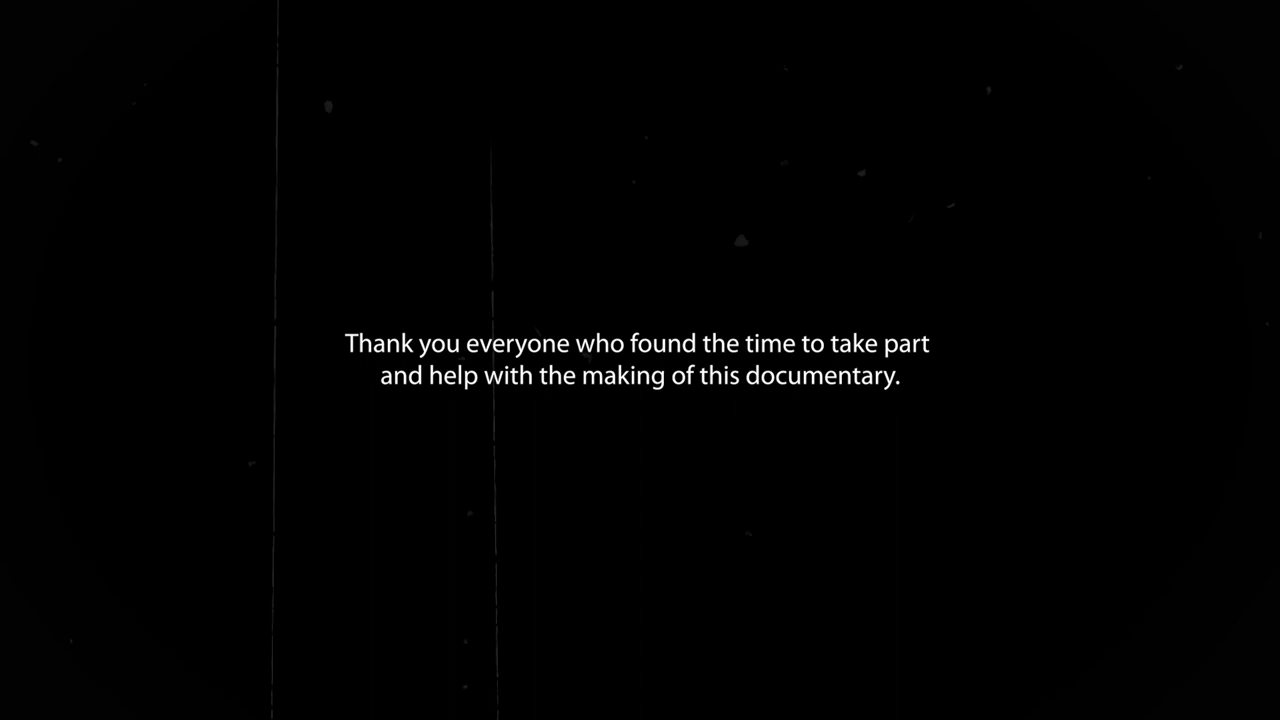 Thank you everyone who found the time to take part
and help with the making of this documentary.